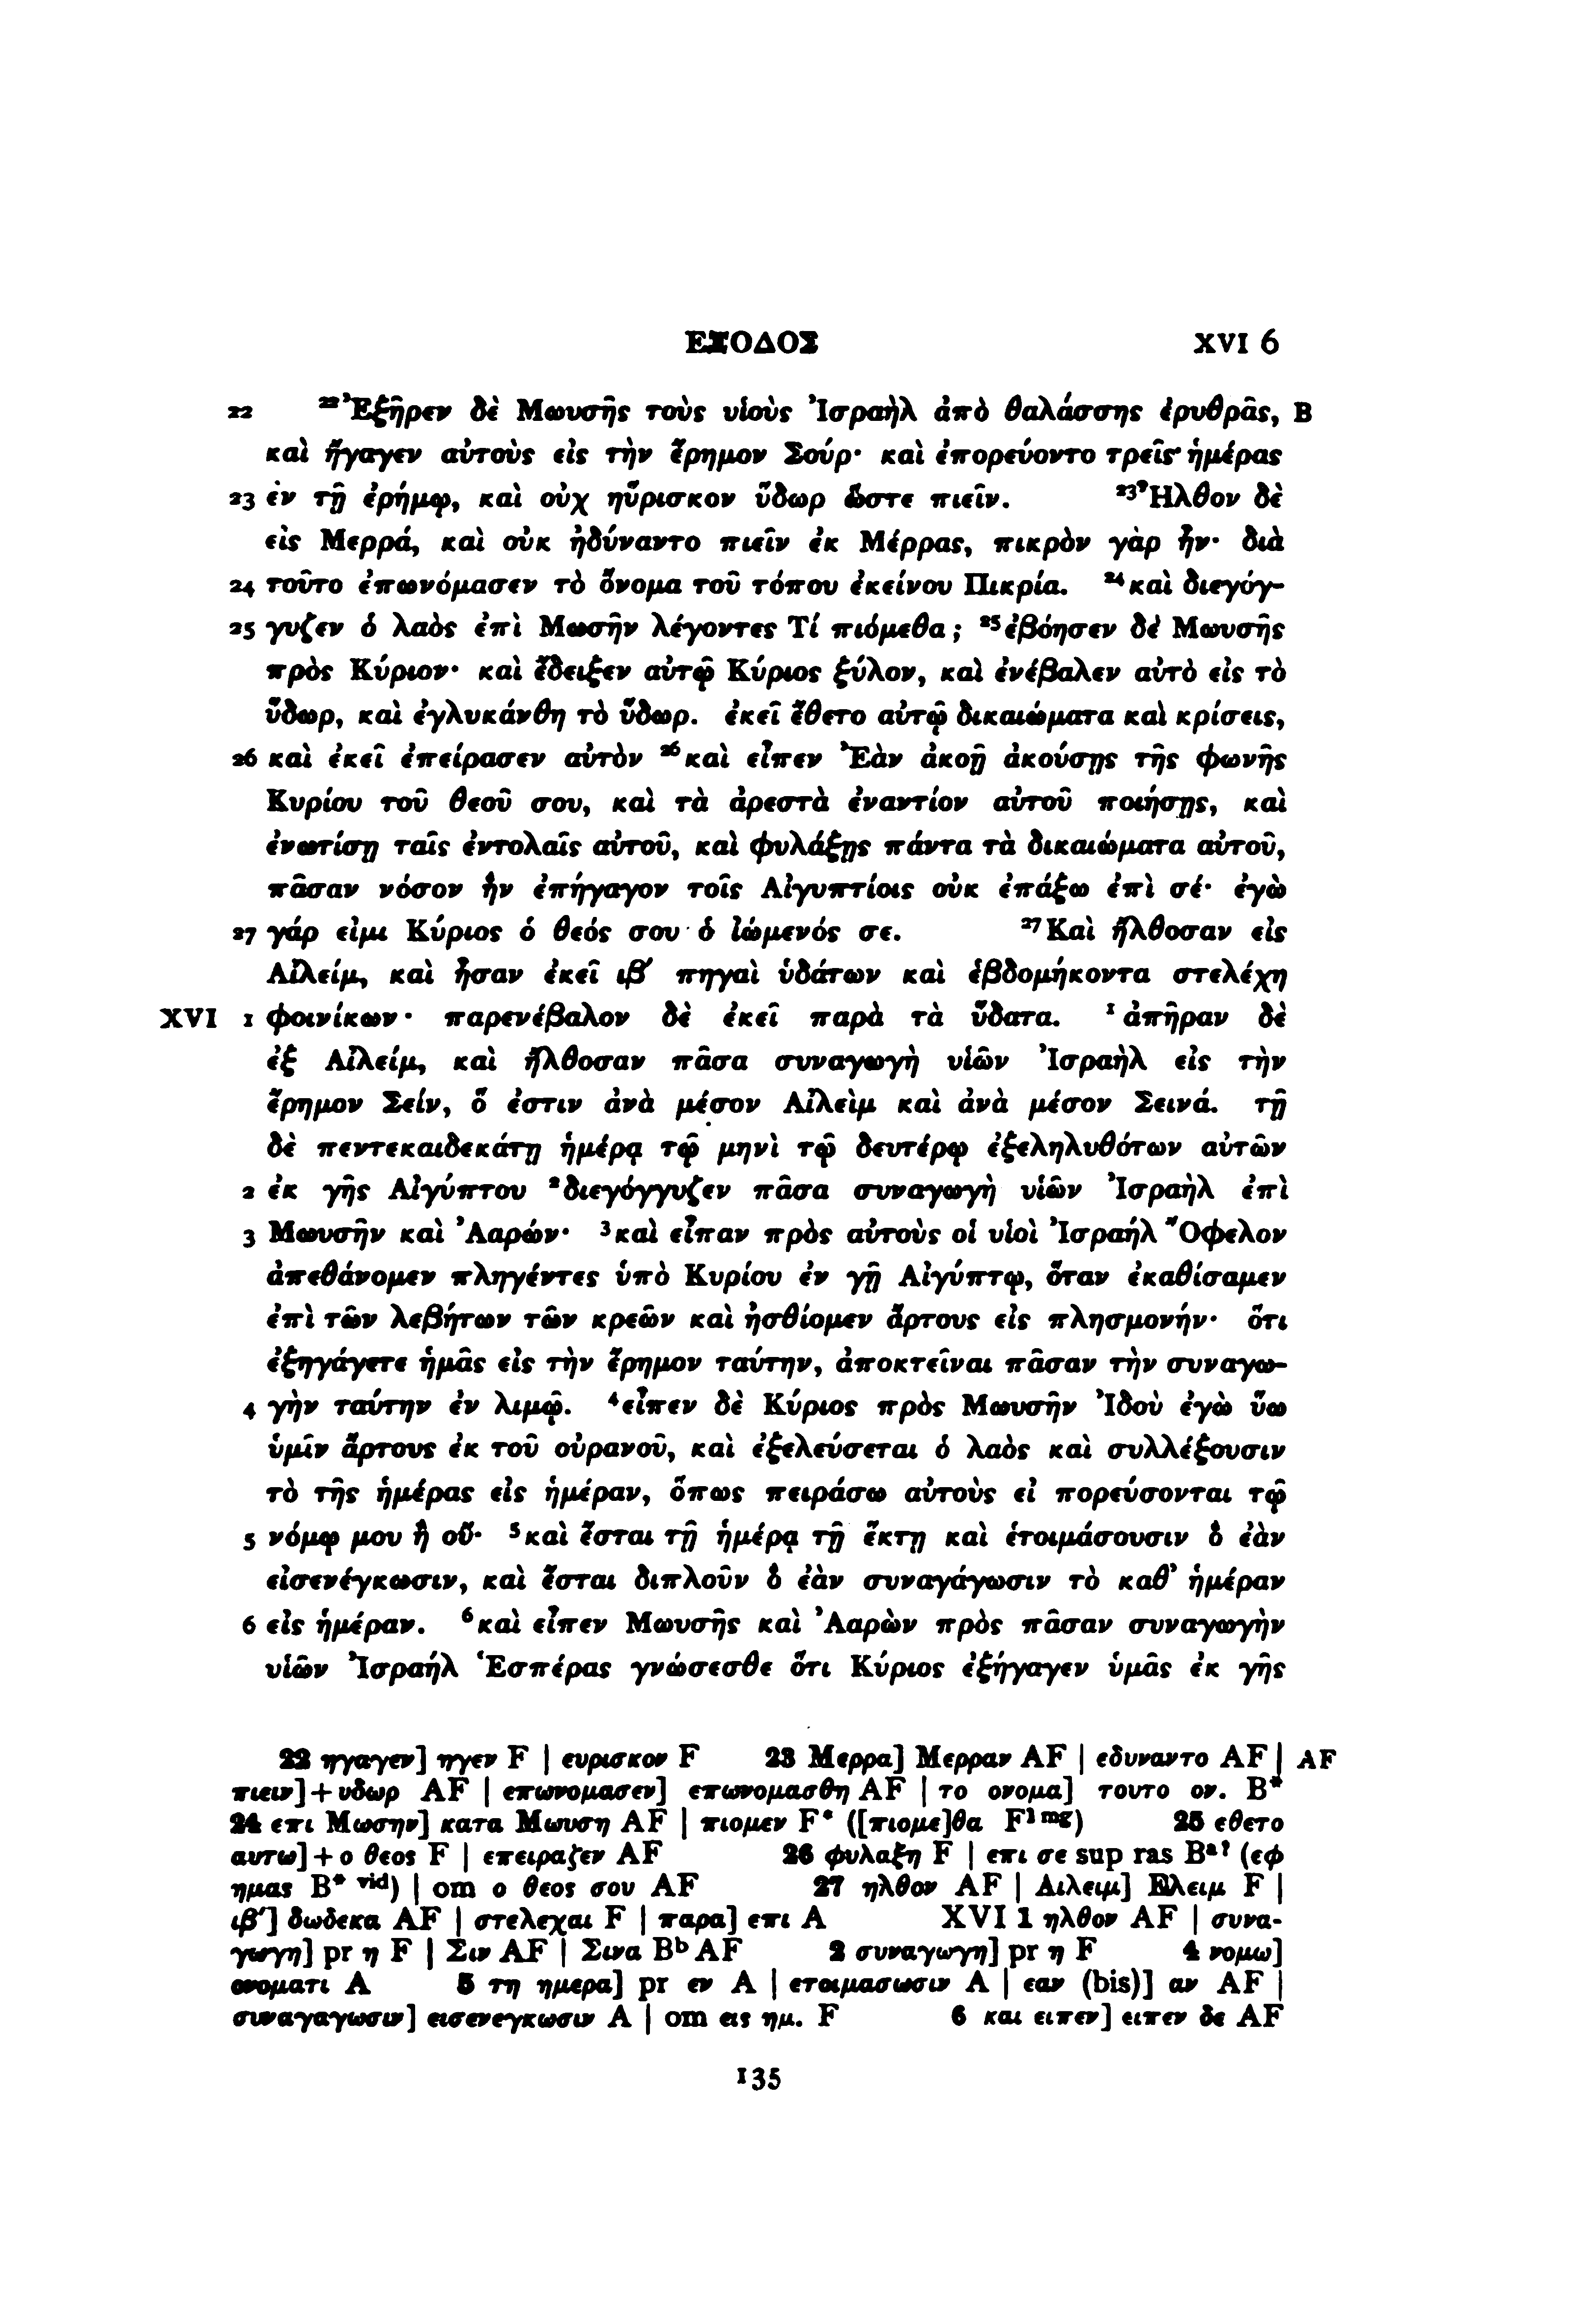 ΕΞΟΔΟΣ XVI 6
22 ²²Ἐξῆρεν δὲ Μωυσῆς τοὺς υἱοὺς Ἰσραὴλ ἀπὸ θαλάσσης ἐρυθρᾶς, B
καὶ ἤγαγεν αὐτοὺς εἰς τὴν ἔρημον Σούρ· καὶ ἐπορεύοντο τρεῖς ἡμέρας
23 ἐν τῇ ἐρήμῳ, καὶ οὐχ ηὕρισκον ὕδωρ ὥστε πιεῖν. ²³Ἦλθον δὲ
εἰς Μερρά, καὶ οὐκ ἠδύναντο πιεῖν ἐκ Μέρρας, πικρὸν γὰρ ἦν· διὰ
24 τοῦτο ἐπωνόμασεν τὸ ὄνομα τοῦ τόπου ἐκείνου Πικρία. ²⁴καὶ διεγόγ-
25 γυζεν ὁ λαὸς ἐπὶ Μωσῆν λέγοντες Τί πιόμεθα; ²⁵ἐβόησεν δὲ Μωυσῆς
πρὸς Κύριον· καὶ ἔδειξεν αὐτῷ Κύριος ξύλον, καὶ ἐνέβαλεν αὐτὸ εἰς τὸ
ὕδωρ, καὶ ἐγλυκάνθη τὸ ὕδωρ. ἐκεῖ ἔθετο αὐτῷ δικαιώματα καὶ κρίσεις,
26 καὶ ἐκεῖ ἐπείρασεν αὐτὸν ²⁶καὶ εἶπεν Ἐὰν ἀκοῇ ἀκούσῃς τῆς φωνῆς
Κυρίου τοῦ θεοῦ σου, καὶ τὰ ἀρεστὰ ἐναντίον αὐτοῦ ποιήσῃς, καὶ
ἐνωτίσῃ ταῖς ἐντολαῖς αὐτοῦ, καὶ φυλάξῃς πάντα τὰ δικαιώματα αὐτοῦ,
πᾶσαν νόσον ἣν ἐπήγαγον τοῖς Αἰγυπτίοις οὐκ ἐπάξω ἐπὶ σέ· ἐγὼ
27 γάρ εἰμι Κύριος ὁ θεός σου ὁ ἰώμενός σε. ²⁷Καὶ ἤλθοσαν εἰς
Αἰλείμ, καὶ ἦσαν ἐκεῖ ιβ′ πηγαὶ ὑδάτων καὶ ἑβδομήκοντα στελέχη
XVI 1 φοινίκων· παρενέβαλον δὲ ἐκεῖ παρὰ τὰ ὕδατα. ¹ἀπῆραν δὲ
ἐξ Αἰλείμ, καὶ ἤλθοσαν πᾶσα συναγωγὴ υἱῶν Ἰσραὴλ εἰς τὴν
ἔρημον Σείν, ὅ ἐστιν ἀνὰ μέσον Αἰλεὶμ καὶ ἀνὰ μέσον Σεινά. τῇ
δὲ πεντεκαιδεκάτῃ ἡμέρᾳ τῷ μηνὶ τῷ δευτέρῳ ἐξεληλυθότων αὐτῶν
2 ἐκ γῆς Αἰγύπτου ²διεγόγγυζεν πᾶσα συναγωγὴ υἱῶν Ἰσραὴλ ἐπὶ
3 Μωυσῆν καὶ Ἀαρών· ³καὶ εἶπαν πρὸς αὐτοὺς οἱ υἱοὶ Ἰσραήλ Ὄφελον
ἀπεθάνομεν πληγέντες ὑπὸ Κυρίου ἐν γῇ Αἰγύπτῳ, ὅταν ἐκαθίσαμεν
ἐπὶ τῶν λεβήτων τῶν κρεῶν καὶ ἠσθίομεν ἄρτους εἰς πλησμονήν· ὅτι
ἐξηγάγετε ἡμᾶς εἰς τὴν ἔρημον ταύτην, ἀποκτεῖναι πᾶσαν τὴν συναγω-
4 γὴν ταύτην ἐν λιμῷ. ⁴εἶπεν δὲ Κύριος πρὸς Μωυσῆν Ἰδοὺ ἐγὼ ὕω
ὑμῖν ἄρτους ἐκ τοῦ οὐρανοῦ, καὶ ἐξελεύσεται ὁ λαὸς καὶ συλλέξουσιν
τὸ τῆς ἡμέρας εἰς ἡμέραν, ὅπως πειράσω αὐτοὺς εἰ πορεύσονται τῷ
5 νόμῳ μου ἢ οὔ· ⁵καὶ ἔσται τῇ ἡμέρᾳ τῇ ἕκτῃ καὶ ἑτοιμάσουσιν ὃ ἐὰν
εἰσενέγκωσιν, καὶ ἔσται διπλοῦν ὃ ἐὰν συναγάγωσιν τὸ καθ’ ἡμέραν
6 εἰς ἡμέραν. ⁶καὶ εἶπεν Μωυσῆς καὶ Ἀαρὼν πρὸς πᾶσαν συναγωγὴν
υἱῶν Ἰσραήλ Ἑσπέρας γνώσεσθε ὅτι Κύριος ἐξήγαγεν ὑμᾶς ἐκ γῆς
22 ηγαγεν] ηγεν F | ευρισκον F 23 Μερρα] Μερραν AF | εδυναντο AF | AF
πιειν]+υδωρ AF | επωνομασεν] επωνομασθη AF | το ονομα] τουτο ον. B*
24 επι Μωσην] κατα Μωυση AF | πιομεν F* ([πιομε]θα F¹ ᵐᵍ) 25 εθετο
αυτω]+ο θεος F | επειραζεν AF 26 φυλαξη F | επι σε sup ras Bᵃ? (εφ
ημας B* ᵛⁱᵈ) | om ο θεος σου AF 27 ηλθον AF | Αιλειμ] Ελειμ F |
ιβ′] δωδεκα AF | στελεχαι F | παρα] επι A XVI 1 ηλθον AF | συνα-
γωγη] pr η F | Σιν AF | Σινα Bᵇ AF 2 συναγωγη] pr η F 4 νομω]
ονοματι A 5 τη ημερα] pr εν A | ετοιμασωσιν A | εαν (bis)] αν AF |
συναγαγωσιν] εισενεγκωσιν A | om εις ημ. F 6 και ειπεν] ειπεν δε AF
135